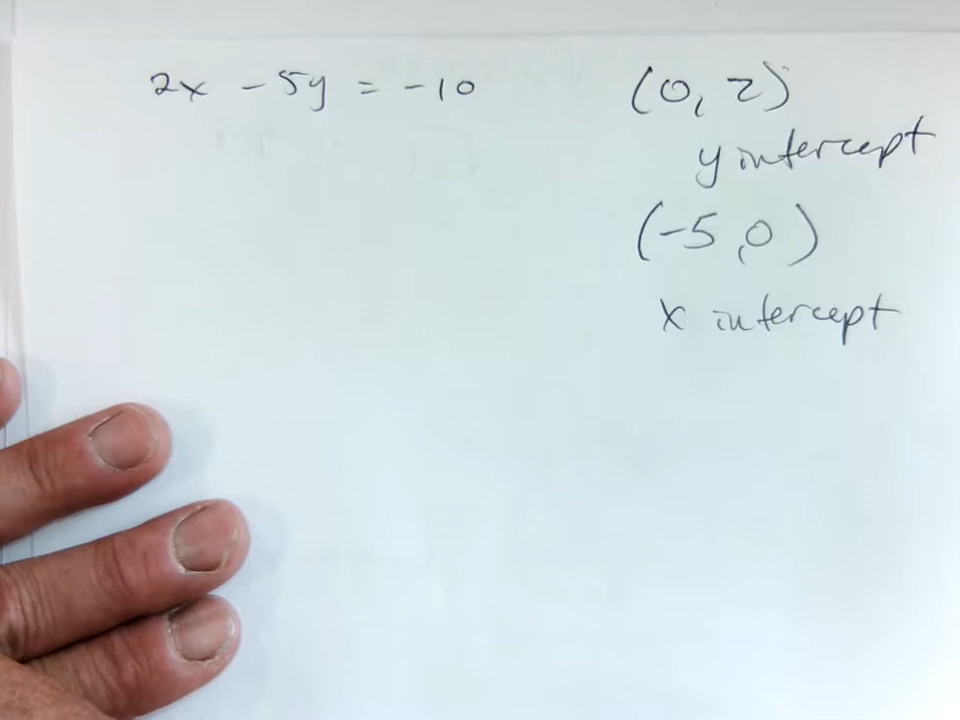 2x - 5y = -10
(0, 2)
y intercept
(-5, 0)
x intercept